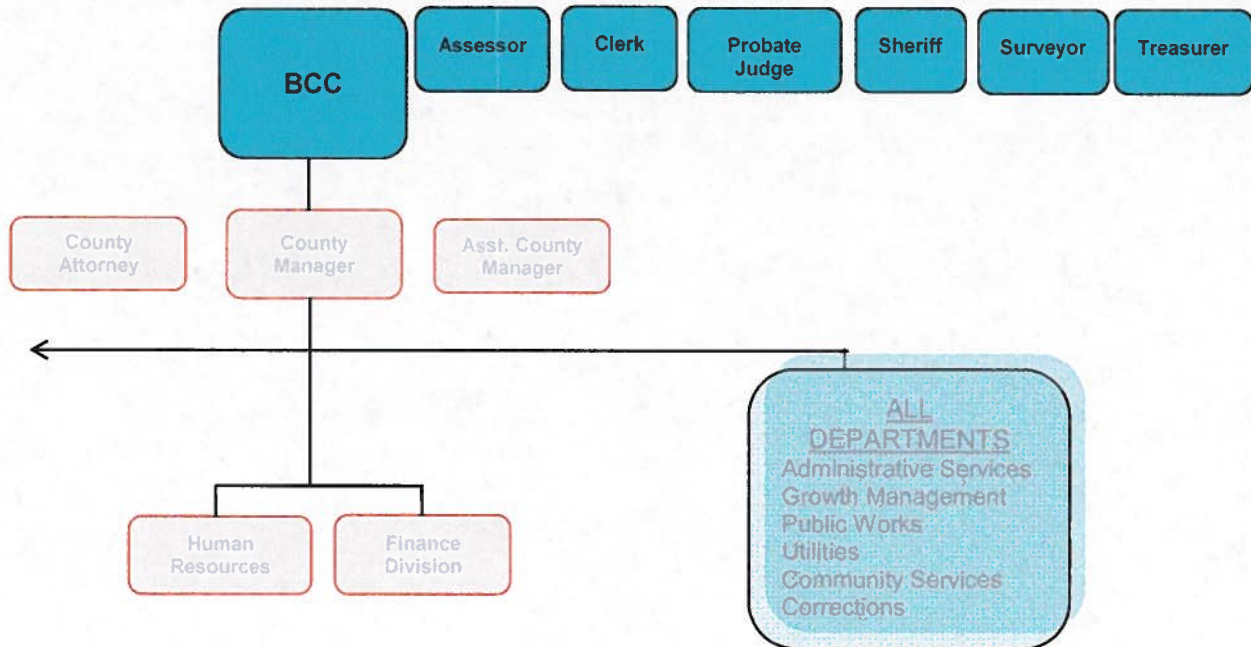 BCC
Assessor
Clerk
Probate
Judge
Sheriff
Surveyor
Treasurer
County
Attorney
County
Manager
Asst. County
Manager
Human
Resources
Finance
Division
ALL
DEPARTMENTS
Administrative Services
Growth Management
Public Works
Utilities
Community Services
Corrections